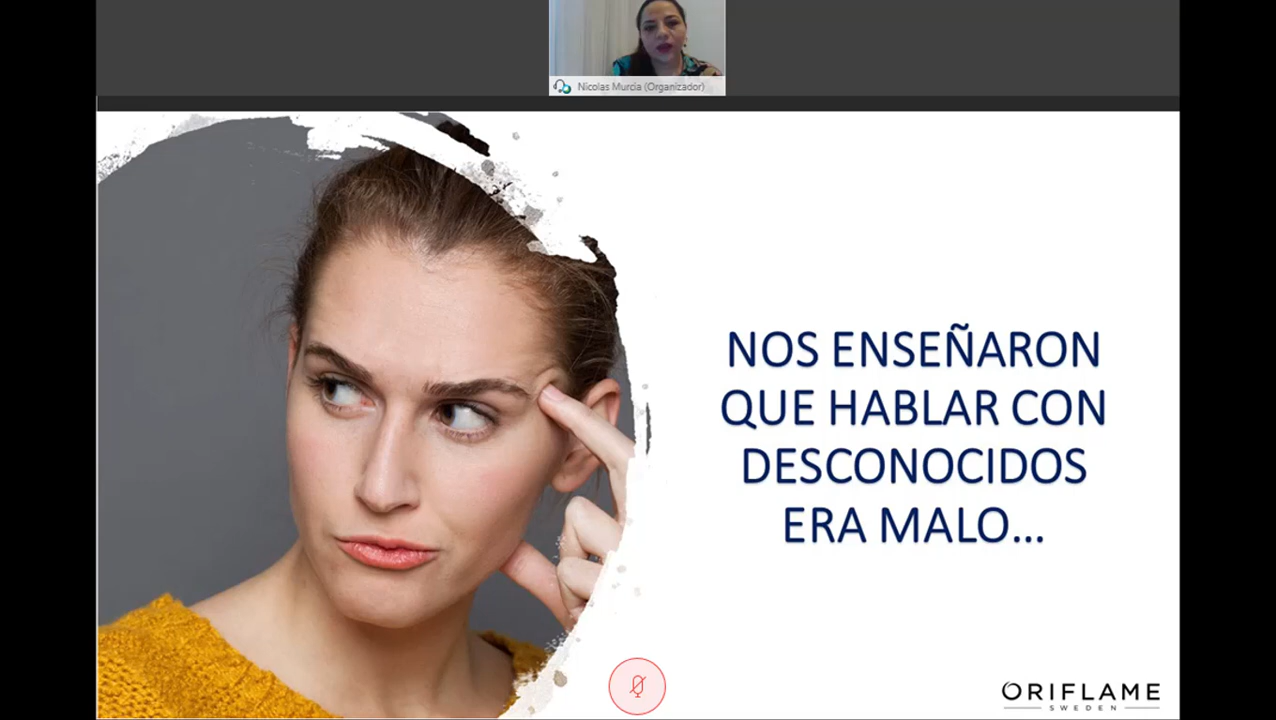 Nicolas Murcia (Organizador)
NOS ENSEÑARON
QUE HABLAR CON
DESCONOCIDOS
ERA MALO...
ORIFLAME
SWEDEN